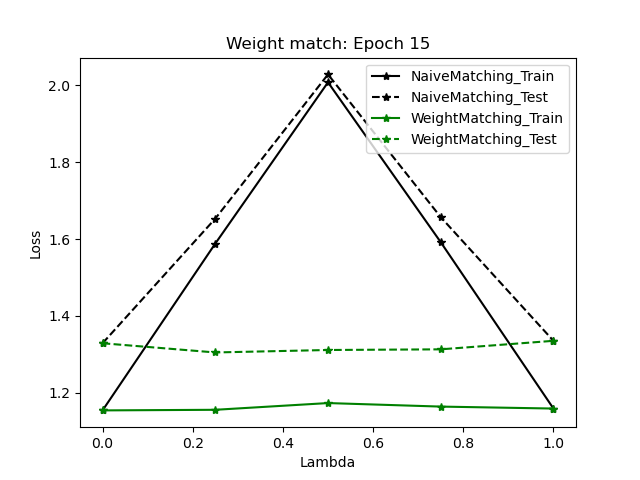 Weight match: Epoch 15
NaiveMatching_Train
NaiveMatching_Test
WeightMatching_Train
WeightMatching_Test
2.0
1.8
1.6
1.4
1.2
Loss
0.0 0.2 0.4 0.6 0.8 1.0
Lambda